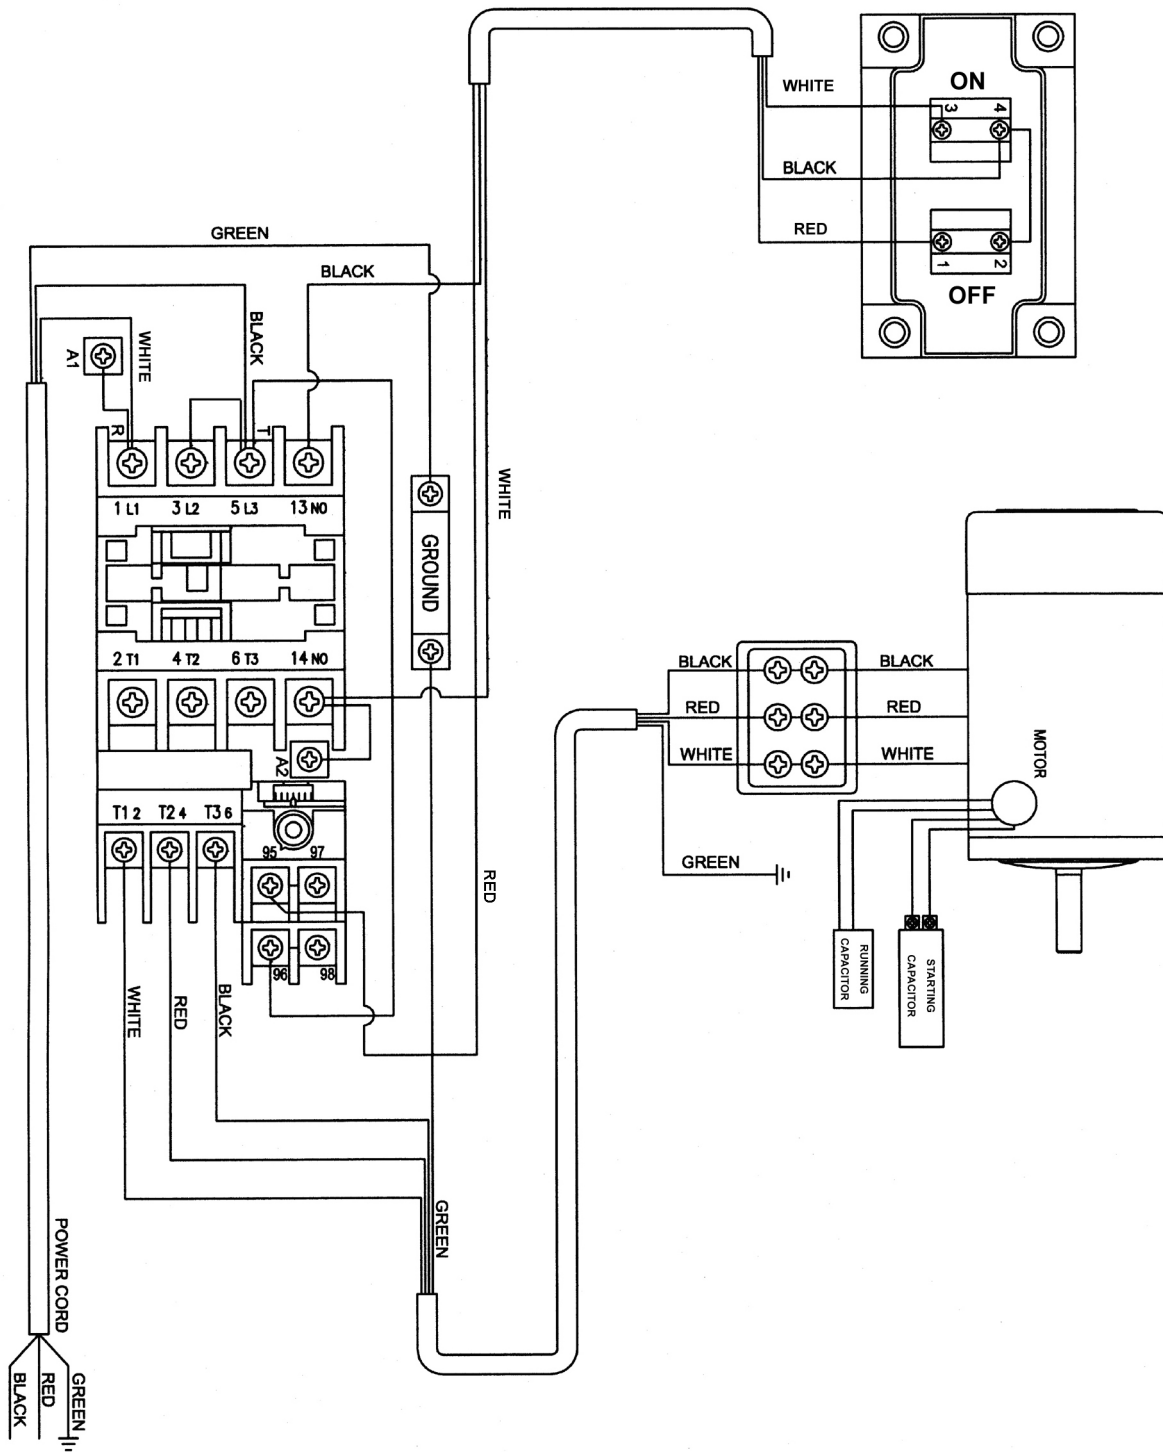 WHITE
ON
3 4
BLACK
RED
1 2
OFF
GREEN
BLACK
BLACK
WHITE
A1
R
T
1 L1 3 L2 5 L3 13 NO
WHITE
GROUND
2 T1 4 T2 6 T3 14 NO
A2
T1 2 T2 4 T3 6
95 97
96 98
RED
WHITE
RED
BLACK
GREEN
BLACK BLACK
RED RED
WHITE WHITE
GREEN
MOTOR
RUNNING
CAPACITOR
STARTING
CAPACITOR
POWER CORD
GREEN
RED
BLACK